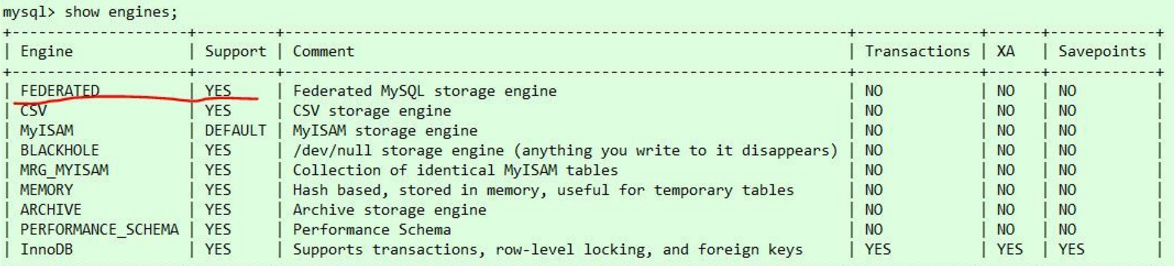 mysql> show engines;
+--------------------+---------+----------------------------------------------------------------+--------------+------+------------+
| Engine             | Support | Comment                                                        | Transactions | XA   | Savepoints |
+--------------------+---------+----------------------------------------------------------------+--------------+------+------------+
| FEDERATED          | YES     | Federated MySQL storage engine                                 | NO           | NO   | NO         |
| CSV                | YES     | CSV storage engine                                             | NO           | NO   | NO         |
| MyISAM             | DEFAULT | MyISAM storage engine                                          | NO           | NO   | NO         |
| BLACKHOLE          | YES     | /dev/null storage engine (anything you write to it disappears) | NO           | NO   | NO         |
| MRG_MYISAM         | YES     | Collection of identical MyISAM tables                          | NO           | NO   | NO         |
| MEMORY             | YES     | Hash based, stored in memory, useful for temporary tables      | NO           | NO   | NO         |
| ARCHIVE            | YES     | Archive storage engine                                         | NO           | NO   | NO         |
| PERFORMANCE_SCHEMA | YES     | Performance Schema                                             | NO           | NO   | NO         |
| InnoDB             | YES     | Supports transactions, row-level locking, and foreign keys     | YES          | YES  | YES        |